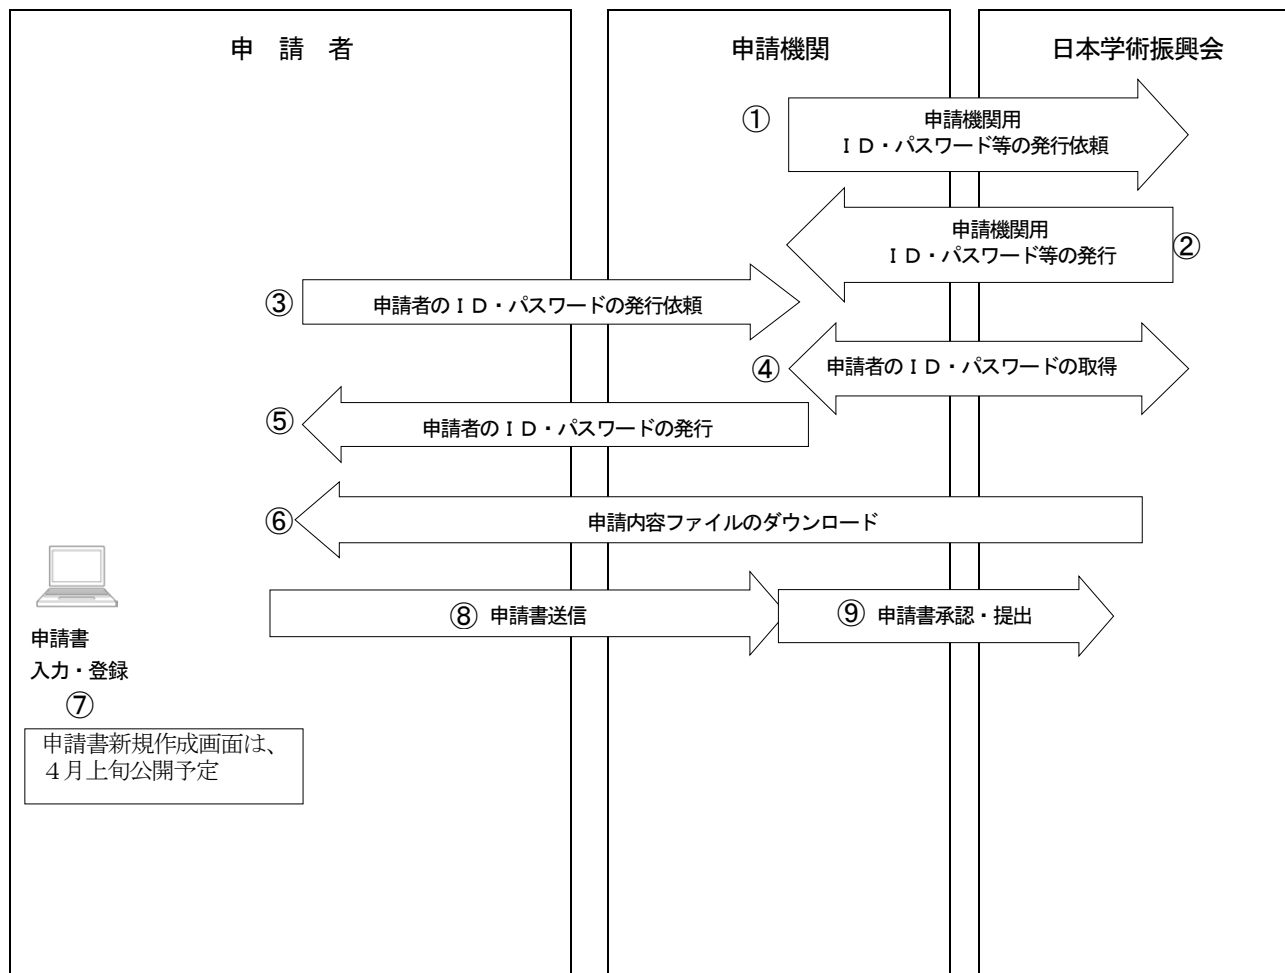 申　請　者
申請機関
日本学術振興会
①
申請機関用
ＩＤ・パスワード等の発行依頼
申請機関用
ＩＤ・パスワード等の発行
②
③
申請者のＩＤ・パスワードの発行依頼
④
申請者のＩＤ・パスワードの取得
⑤
申請者のＩＤ・パスワードの発行
⑥
申請内容ファイルのダウンロード
⑧ 申請書送信
⑨ 申請書承認・提出
申請書
入力・登録
⑦
申請書新規作成画面は、
４月上旬公開予定